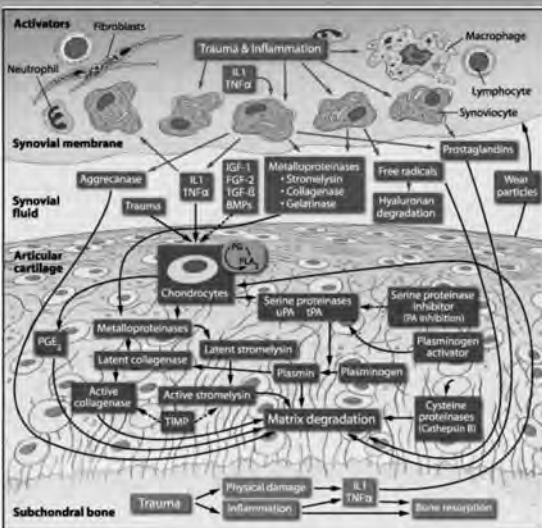 Activators
Fibroblasts
Trauma & Inflammation
Macrophage
Neutrophil
IL1
TNFα
Lymphocyte
Synoviocyte
Synovial membrane
Prostaglandins
Aggrecanase
IL1
TNFα
IGF-1
FGF-2
TGF-ß
BMPs
Metalloproteinases
• Stromelysin
• Collagenase
• Gelatinase
Free radicals
Wear
particles
Synovial
fluid
Trauma
Hyaluronan
degradation
Articular
cartilage
PG
PLA2
Chondrocytes
Serine proteinases
uPA tPA
Serine proteinase
inhibitor
(PA inhibition)
Metalloproteinases
PGE2
Latent stromelysin
Plasminogen
activator
Latent collagenase
Plasmin
Plasminogen
Active
collagenase
Active stromelysin
TIMP
Matrix degradation
Cysteine
proteinases
(Cathepsin B)
Physical damage
IL1
TNFα
Trauma
Inflammation
Bone resorption
Subchondral bone